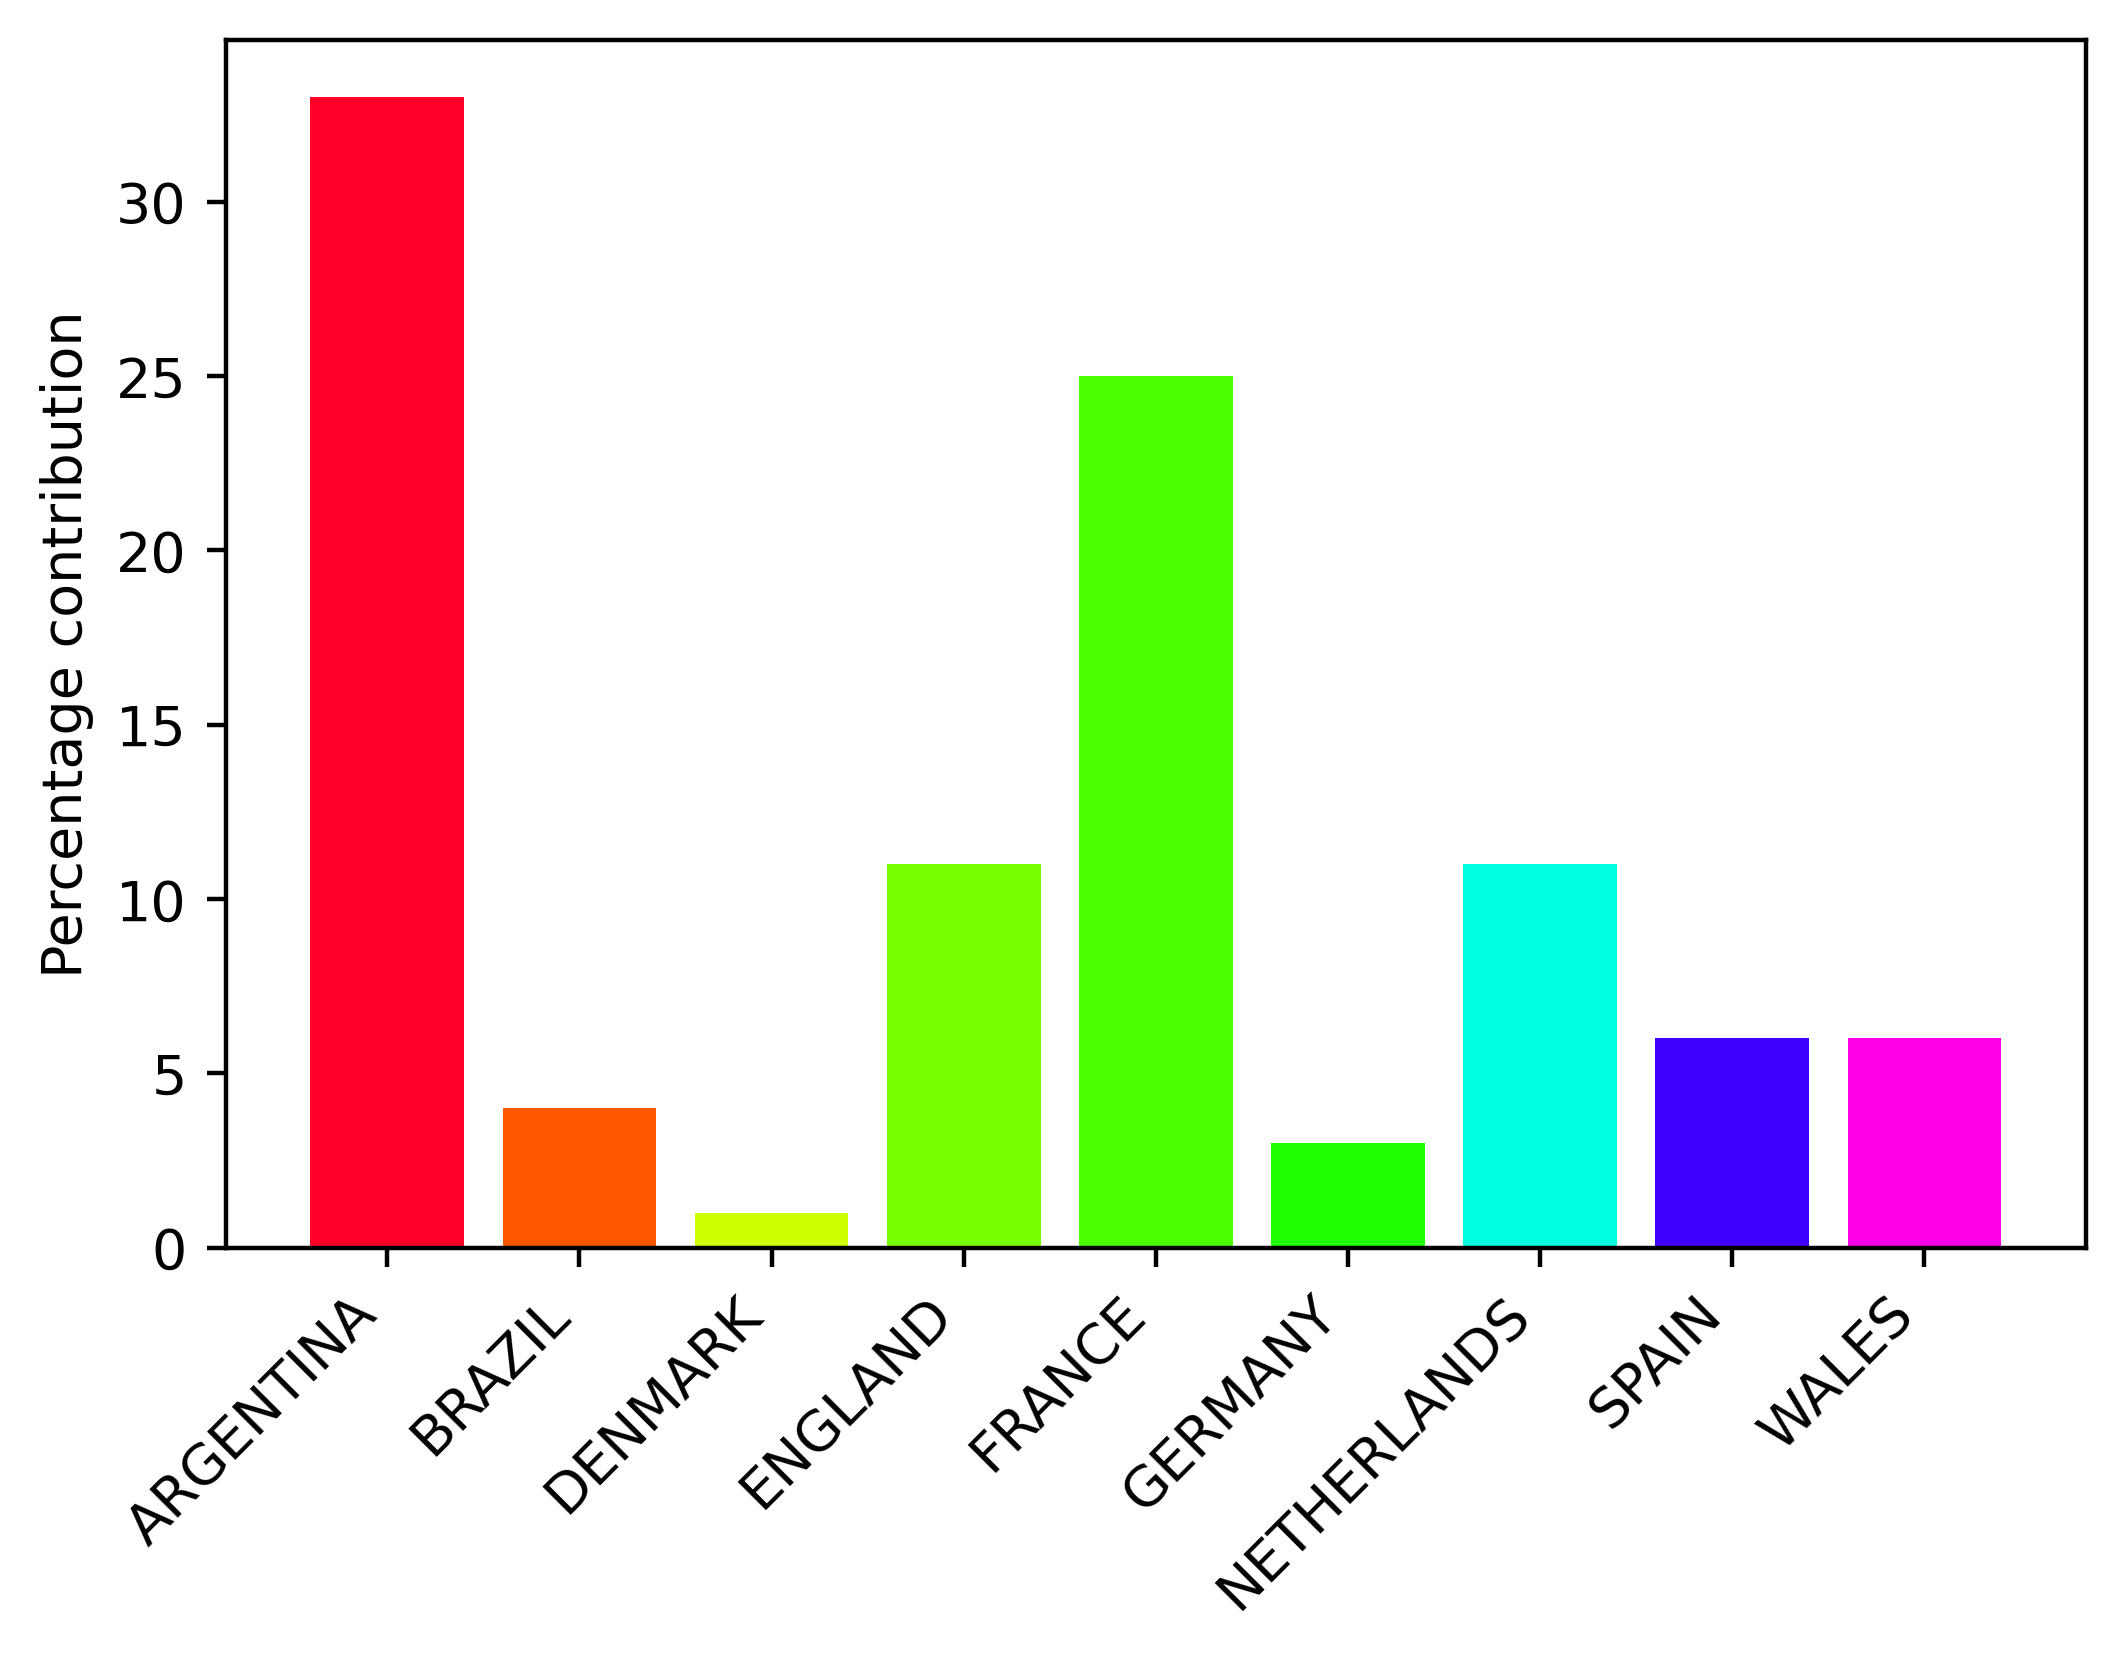 Percentage contribution
30
25
20
15
10
5
0
ARGENTINA
BRAZIL
DENMARK
ENGLAND
FRANCE
GERMANY
NETHERLANDS
SPAIN
WALES